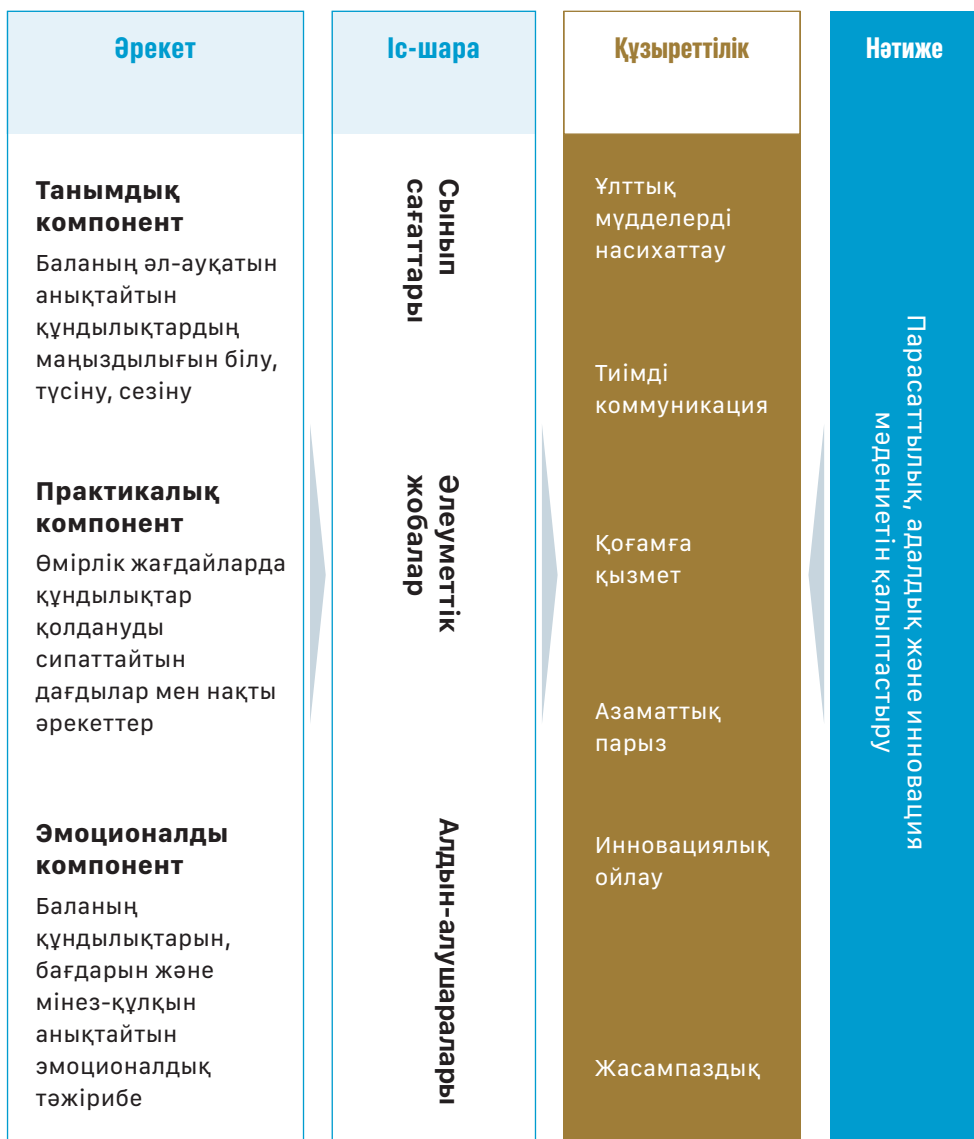 Әрекет
Танымдық
компонент
Баланың әл-ауқатын
анықтайтын
құндылықтардың
маңыздылығын білу,
түсіну, сезіну
Практикалық
компонент
Өмірлік жағдайларда
құндылықтар
қолдануды
сипаттайтын
дағдылар мен нақты
әрекеттер
Эмоционалды
компонент
Баланың
құндылықтарын,
бағдарын және
мінез-құлқын
анықтайтын
эмоционалдық
тәжірибе
Іс-шара
Сынып
сағаттары
Әлеуметтік
жобалар
Алдын-алушаралары
Құзыреттілік
Ұлттық
мүдделерді
насихаттау
Тиімді
коммуникация
Қоғамға
қызмет
Азаматтық
парыз
Инновациялық
ойлау
Жасампаздық
Нәтиже
Парасаттылық, адалдық және инновация
мәдениетін қалыптастыру